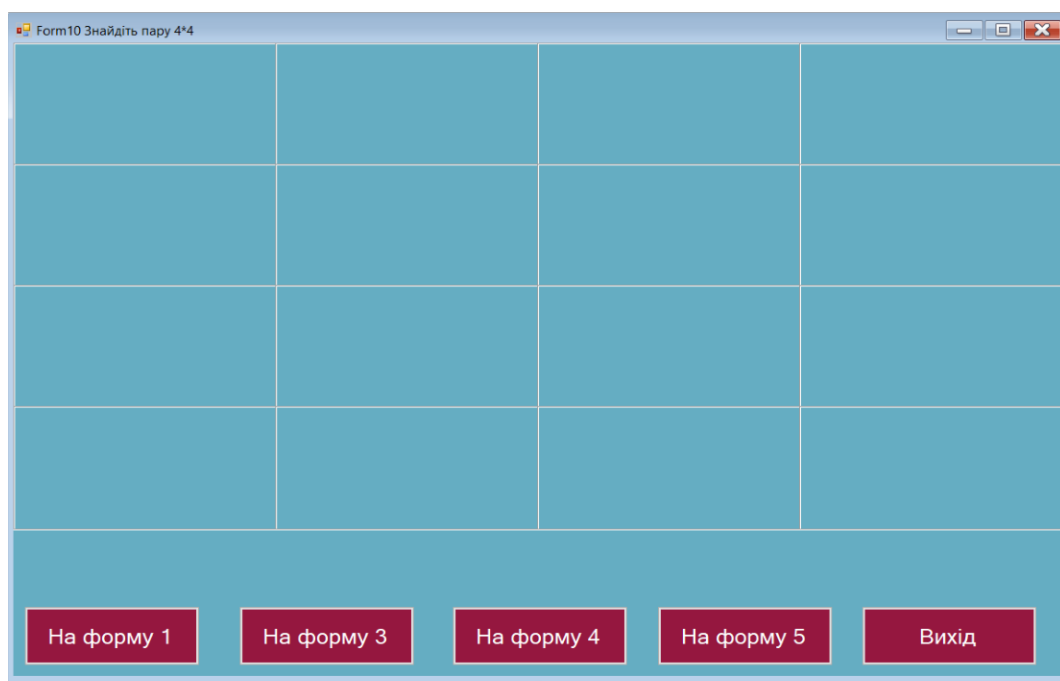 Form10 Знайдіть пару 4*4
На форму 1
На форму 3
На форму 4
На форму 5
Вихід